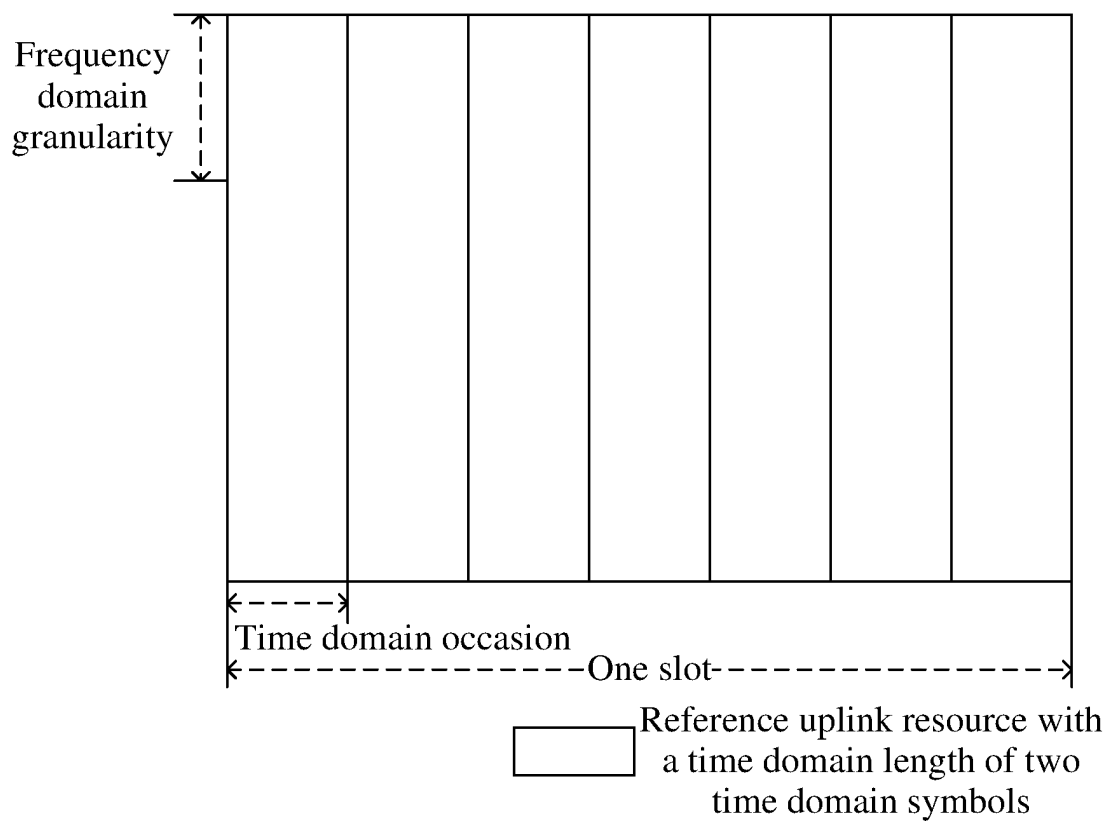 Frequency
domain
granularity
Time domain occasion
One slot
Reference uplink resource with
a time domain length of two
time domain symbols